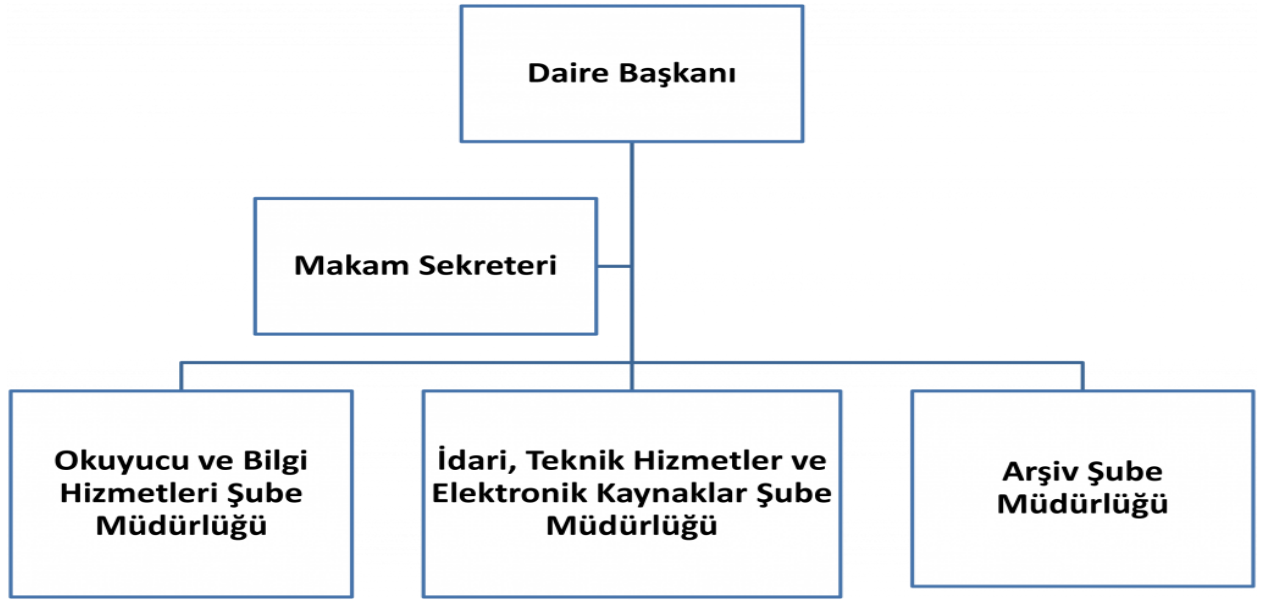 Daire Başkanı
Makam Sekreteri
Okuyucu ve Bilgi
Hizmetleri Şube
Müdürlüğü
İdari, Teknik Hizmetler ve
Elektronik Kaynaklar Şube
Müdürlüğü
Arşiv Şube
Müdürlüğü